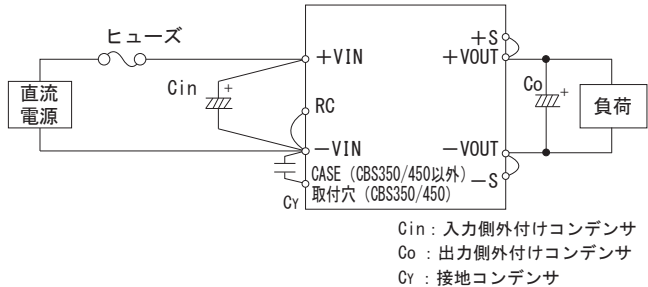 ヒューズ
直流
電源
Cin
+
+VIN
RC
−VIN
CASE (CBS350/450以外)
取付穴 (CBS350/450)
CY
+S
+VOUT
−VOUT
−S
Co
+
負荷
Cin：入力側外付けコンデンサ
Co：出力側外付けコンデンサ
CY：接地コンデンサ